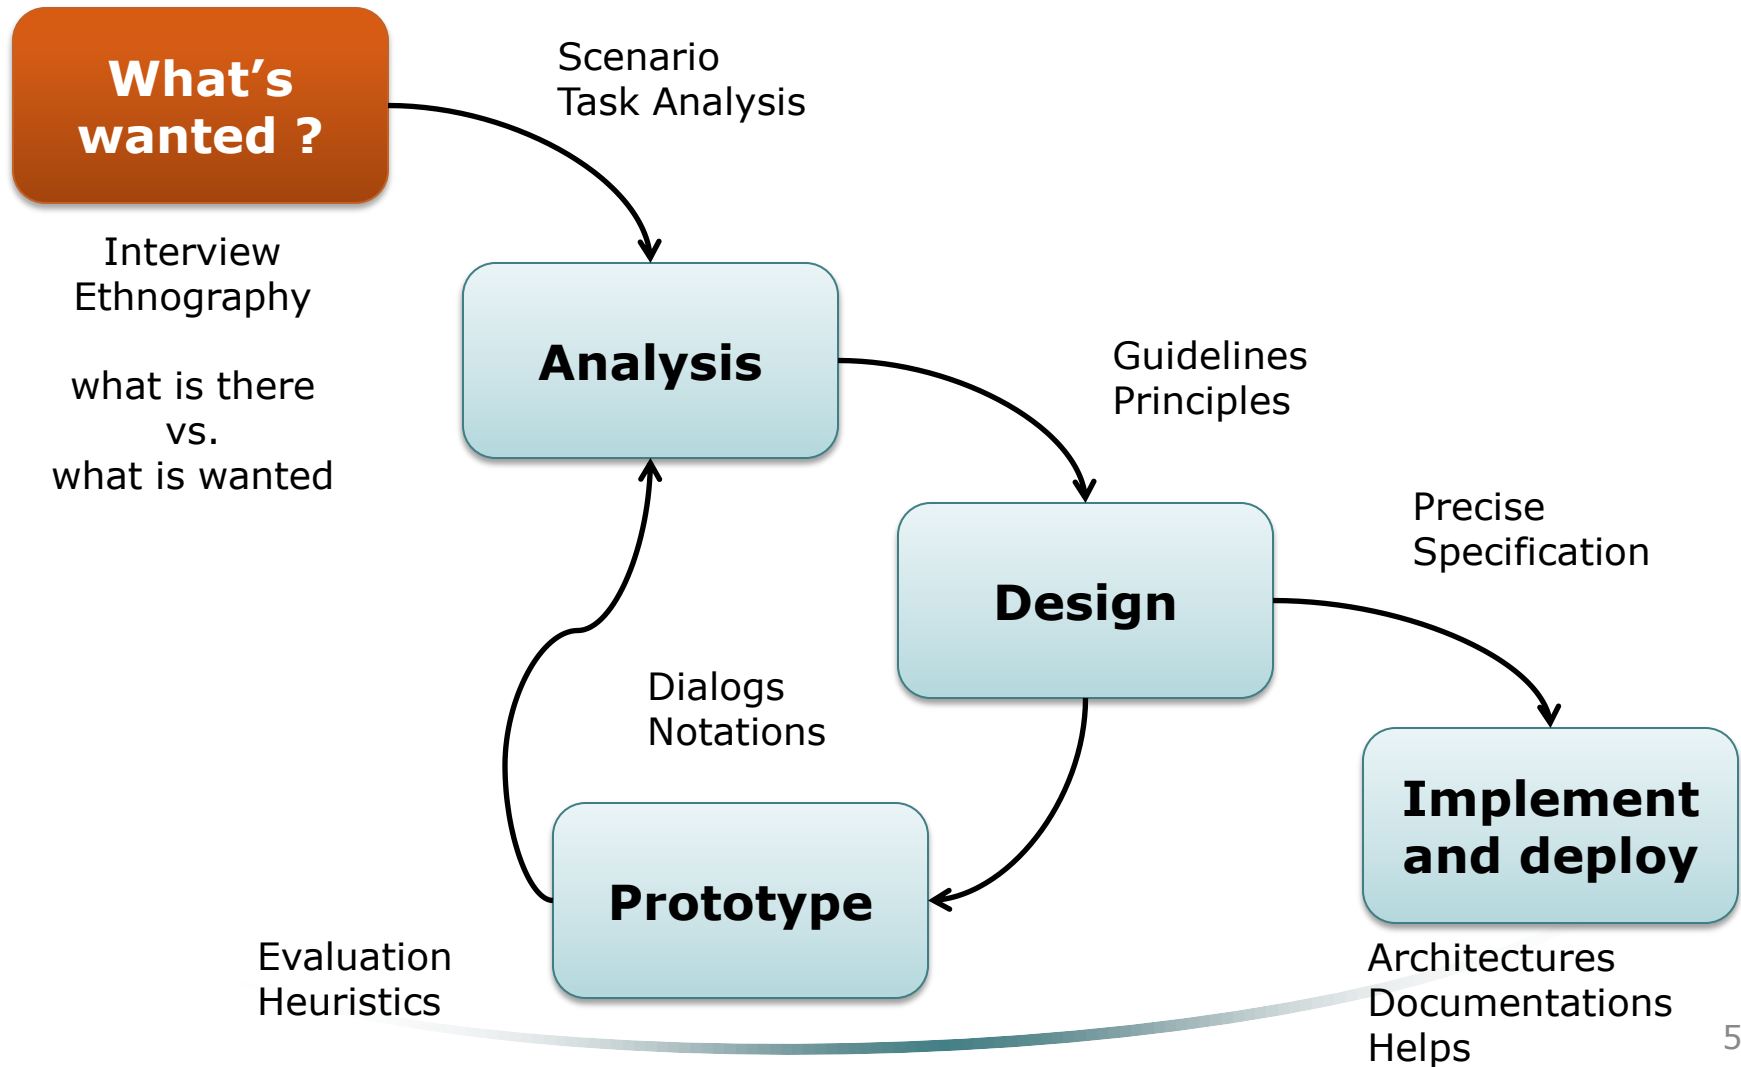 What’s
wanted ?
Scenario
Task Analysis
Interview
Ethnography
what is there
vs.
what is wanted
Analysis
Guidelines
Principles
Design
Precise
Specification
Dialogs
Notations
Prototype
Implement
and deploy
Evaluation
Heuristics
Architectures
Documentations
Helps
5